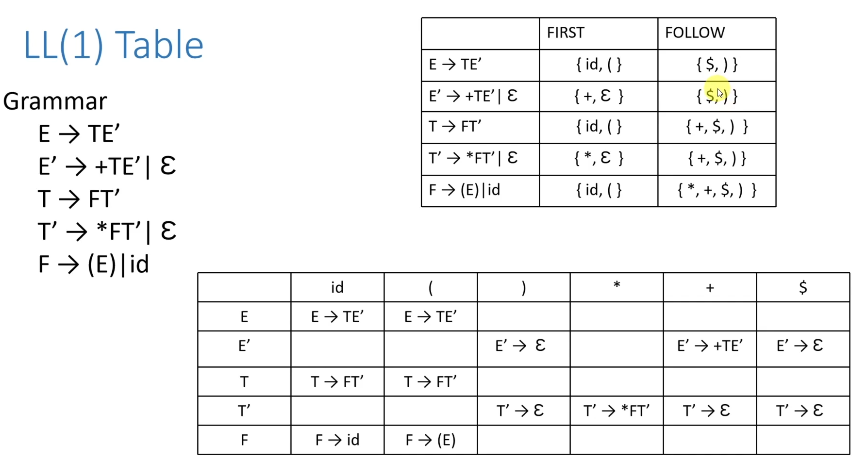 LL(1) Table
Grammar
E → TE’
E’ → +TE’| Ɛ
T → FT’
T’ → *FT’| Ɛ
F → (E)|id
FIRST FOLLOW
E → TE’ { id, ( } { $, ) }
E’ → +TE’| Ɛ { +, Ɛ } { $, ) }
T → FT’ { id, ( } { +, $, ) }
T’ → *FT’| Ɛ { *, Ɛ } { +, $, ) }
F → (E)|id { id, ( } { *, +, $, ) }
id ( ) * + $
E E → TE’ E → TE’
E’ E’ → Ɛ E’ → +TE’ E’ → Ɛ
T T → FT’ T → FT’
T’ T’ → Ɛ T’ → *FT’ T’ → Ɛ T’ → Ɛ
F F → id F → (E)